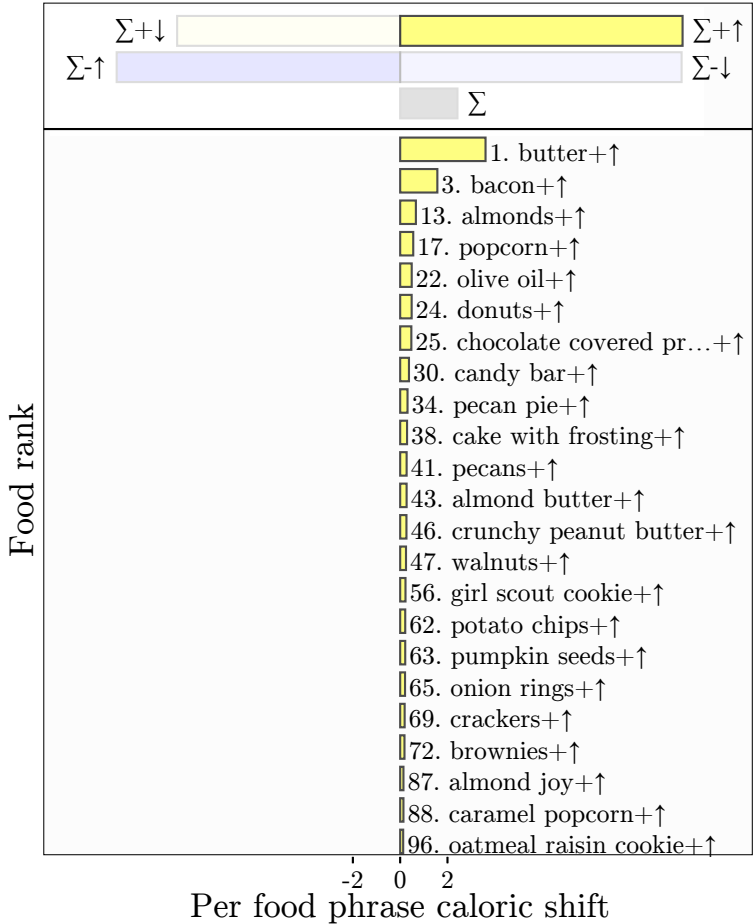 ∑+↓ ∑+↑
∑-↑ ∑-↓
∑
1. butter+↑
3. bacon+↑
13. almonds+↑
17. popcorn+↑
22. olive oil+↑
24. donuts+↑
25. chocolate covered pr...+↑
30. candy bar+↑
34. pecan pie+↑
38. cake with frosting+↑
41. pecans+↑
43. almond butter+↑
46. crunchy peanut butter+↑
47. walnuts+↑
56. girl scout cookie+↑
62. potato chips+↑
63. pumpkin seeds+↑
65. onion rings+↑
69. crackers+↑
72. brownies+↑
87. almond joy+↑
88. caramel popcorn+↑
96. oatmeal raisin cookie+↑
Food rank
-2 0 2
Per food phrase caloric shift